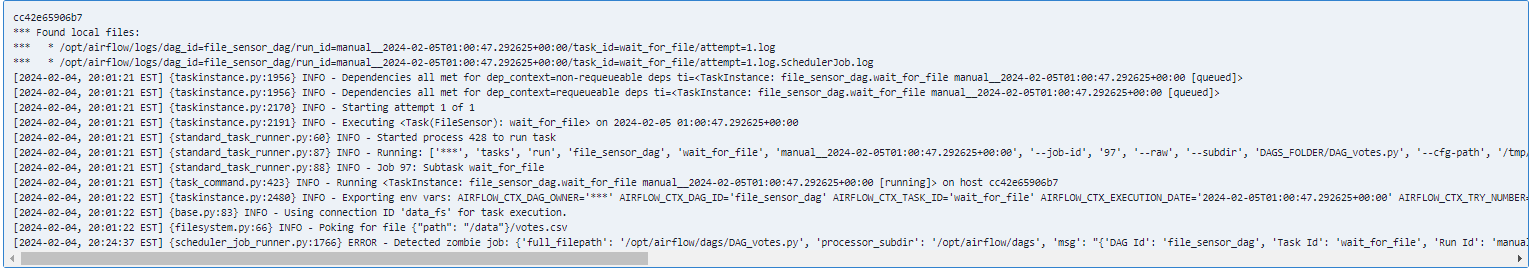 cc42e65906b7
*** Found local files:
***   * /opt/airflow/logs/dag_id=file_sensor_dag/run_id=manual__2024-02-05T01:00:47.292625+00:00/task_id=wait_for_file/attempt=1.log
***   * /opt/airflow/logs/dag_id=file_sensor_dag/run_id=manual__2024-02-05T01:00:47.292625+00:00/task_id=wait_for_file/attempt=1.log.SchedulerJob.log
[2024-02-04, 20:01:21 EST] {taskinstance.py:1956} INFO - Dependencies all met for dep_context=non-requeueable deps ti=<TaskInstance: file_sensor_dag.wait_for_file manual__2024-02-05T01:00:47.292625+00:00 [queued]>
[2024-02-04, 20:01:21 EST] {taskinstance.py:1956} INFO - Dependencies all met for dep_context=requeueable deps ti=<TaskInstance: file_sensor_dag.wait_for_file manual__2024-02-05T01:00:47.292625+00:00 [queued]>
[2024-02-04, 20:01:21 EST] {taskinstance.py:2170} INFO - Starting attempt 1 of 1
[2024-02-04, 20:01:21 EST] {taskinstance.py:2191} INFO - Executing <Task(FileSensor): wait_for_file> on 2024-02-05 01:00:47.292625+00:00
[2024-02-04, 20:01:21 EST] {standard_task_runner.py:60} INFO - Started process 428 to run task
[2024-02-04, 20:01:21 EST] {standard_task_runner.py:87} INFO - Running: ['***', 'tasks', 'run', 'file_sensor_dag', 'wait_for_file', 'manual__2024-02-05T01:00:47.292625+00:00', '--job-id', '97', '--raw', '--subdir', 'DAGS_FOLDER/DAG_votes.py', '--cfg-path', '/tmp/
[2024-02-04, 20:01:21 EST] {standard_task_runner.py:88} INFO - Job 97: Subtask wait_for_file
[2024-02-04, 20:01:21 EST] {task_command.py:423} INFO - Running <TaskInstance: file_sensor_dag.wait_for_file manual__2024-02-05T01:00:47.292625+00:00 [running]> on host cc42e65906b7
[2024-02-04, 20:01:22 EST] {taskinstance.py:2480} INFO - Exporting env vars: AIRFLOW_CTX_DAG_OWNER='***' AIRFLOW_CTX_DAG_ID='file_sensor_dag' AIRFLOW_CTX_TASK_ID='wait_for_file' AIRFLOW_CTX_EXECUTION_DATE='2024-02-05T01:00:47.292625+00:00' AIRFLOW_CTX_TRY_NUMBER=
[2024-02-04, 20:01:22 EST] {base.py:83} INFO - Using connection ID 'data_fs' for task execution.
[2024-02-04, 20:01:22 EST] {filesystem.py:66} INFO - Poking for file {"path": "/data"}/votes.csv
[2024-02-04, 20:24:37 EST] {scheduler_job_runner.py:1766} ERROR - Detected zombie job: {'full_filepath': '/opt/airflow/dags/DAG_votes.py', 'processor_subdir': '/opt/airflow/dags', 'msg': "{'DAG Id': 'file_sensor_dag', 'Task Id': 'wait_for_file', 'Run Id': 'manua